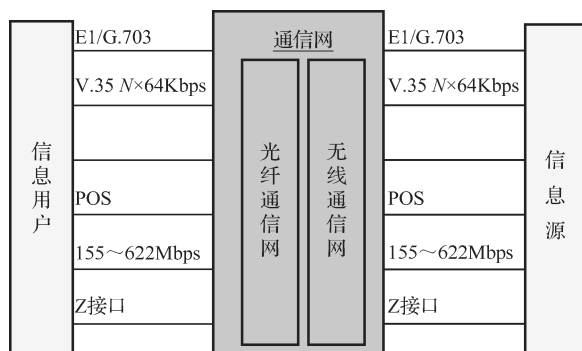 信息用户
E1/G.703
V.35 N×64Kbps
POS
155～622Mbps
Z接口
通信网
光纤通信网
无线通信网
E1/G.703
V.35 N×64Kbps
POS
155～622Mbps
Z接口
信息源